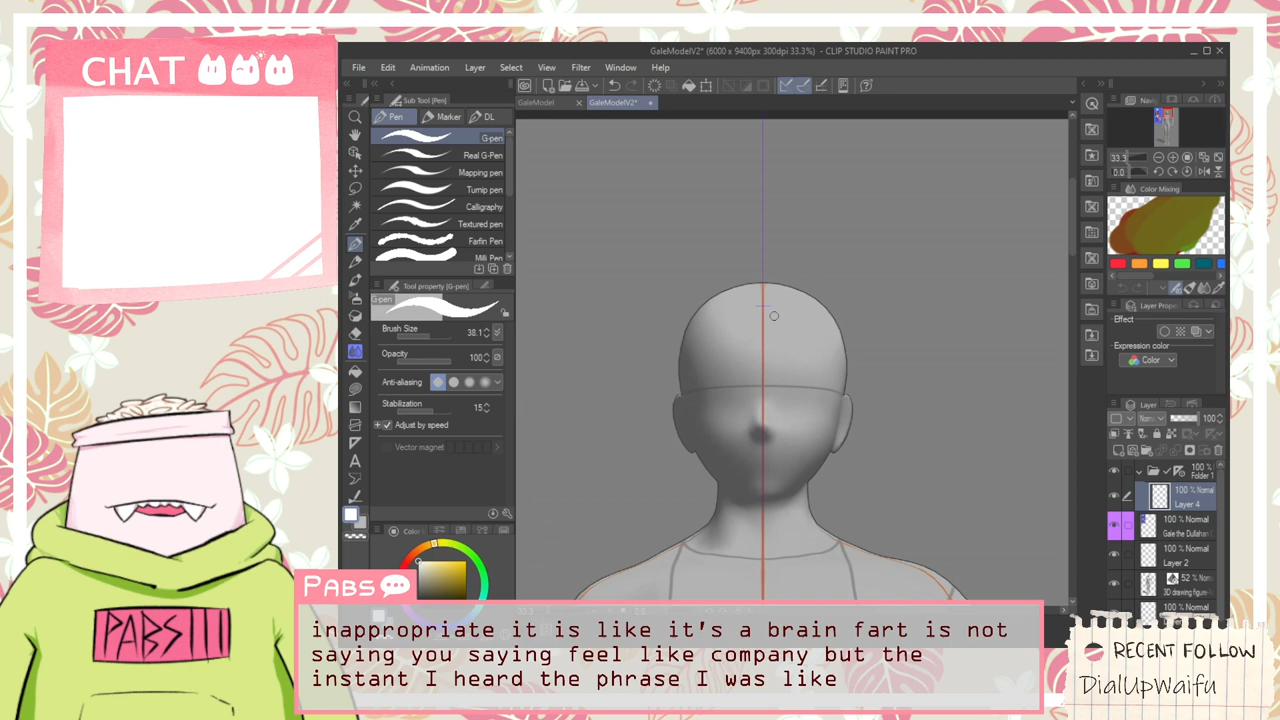 CHAT
GaleModelV2* (6000 x 9400px 300dpi 33.3%) - CLIP STUDIO PAINT PRO
File Edit Animation Layer Select View Filter Window Help
Sub Tool [Pen]
GaleModel GaleModelV2*
Pen Marker DL
G-pen
Real G-Pen
Mapping pen
Turnip pen
Calligraphy
Textured pen
Farfin Pen
Milli Pen
Tool property [G-pen]
G-pen
Brush Size 38.1
Opacity 100
Anti-aliasing
Stabilization 15
Adjust by speed
Vector magnet
Color
33.3
0.0
Color Mixing
Layer Prope
Effect
Expression color
Color
Layer
100
100 %
Folder 1
100 % Normal
Layer 4
100 % Normal
Gale the Dullahan
100 % Normal
Layer 2
52 % Norm
3D drawing figure
100 % Normal
PABS
Pabs
inappropriate it is like it's a brain fart is not
saying you saying feel like company but the
instant I heard the phrase I was like
RECENT FOLLOW
DialUpWaifu